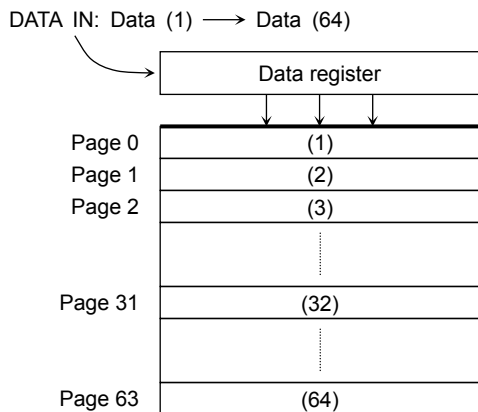 DATA IN: Data (1) ⟶ Data (64)
Data register
Page 0 (1)
Page 1 (2)
Page 2 (3)
Page 31 (32)
Page 63 (64)